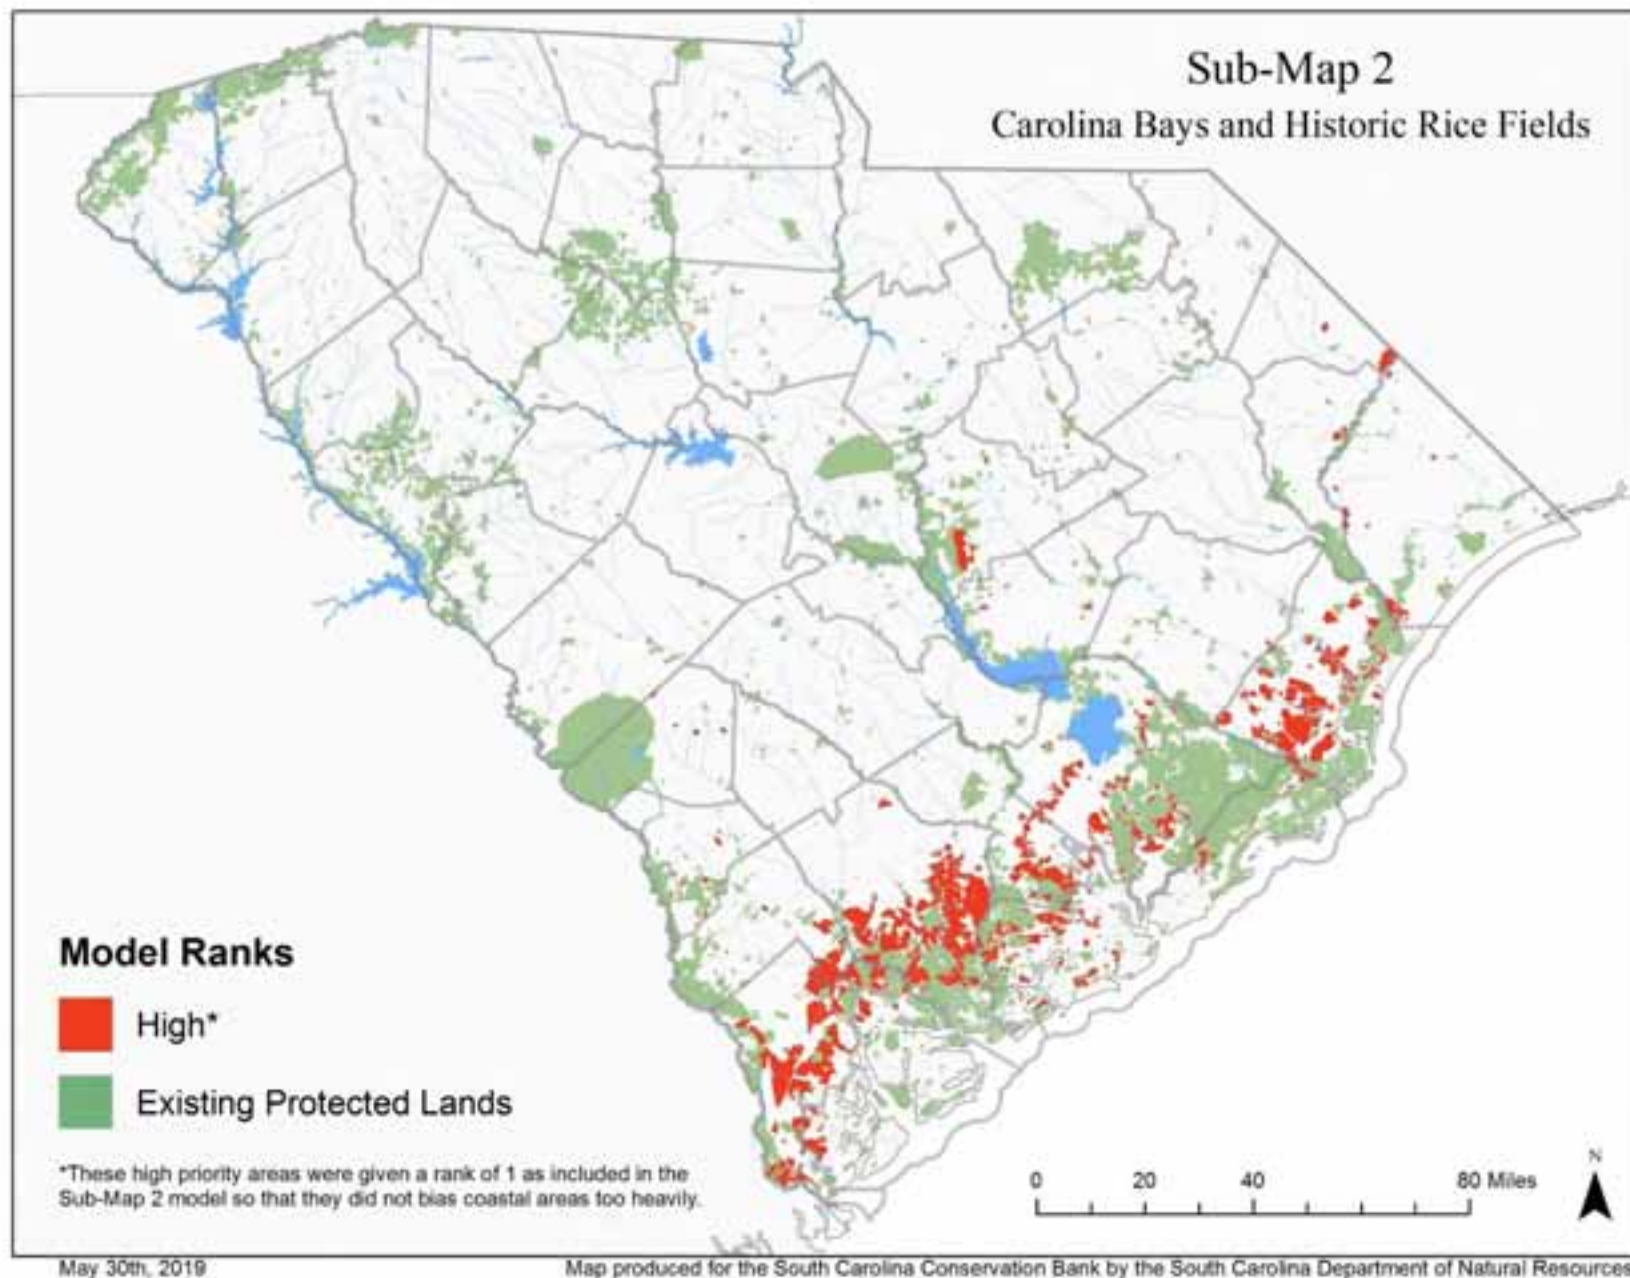 Sub-Map 2
Carolina Bays and Historic Rice Fields
Model Ranks
High*
Existing Protected Lands
*These high priority areas were given a rank of 1 as included in the
Sub-Map 2 model so that they did not bias coastal areas too heavily.
N
0 20 40 80 Miles
May 30th, 2019
Map produced for the South Carolina Conservation Bank by the South Carolina Department of Natural Resources